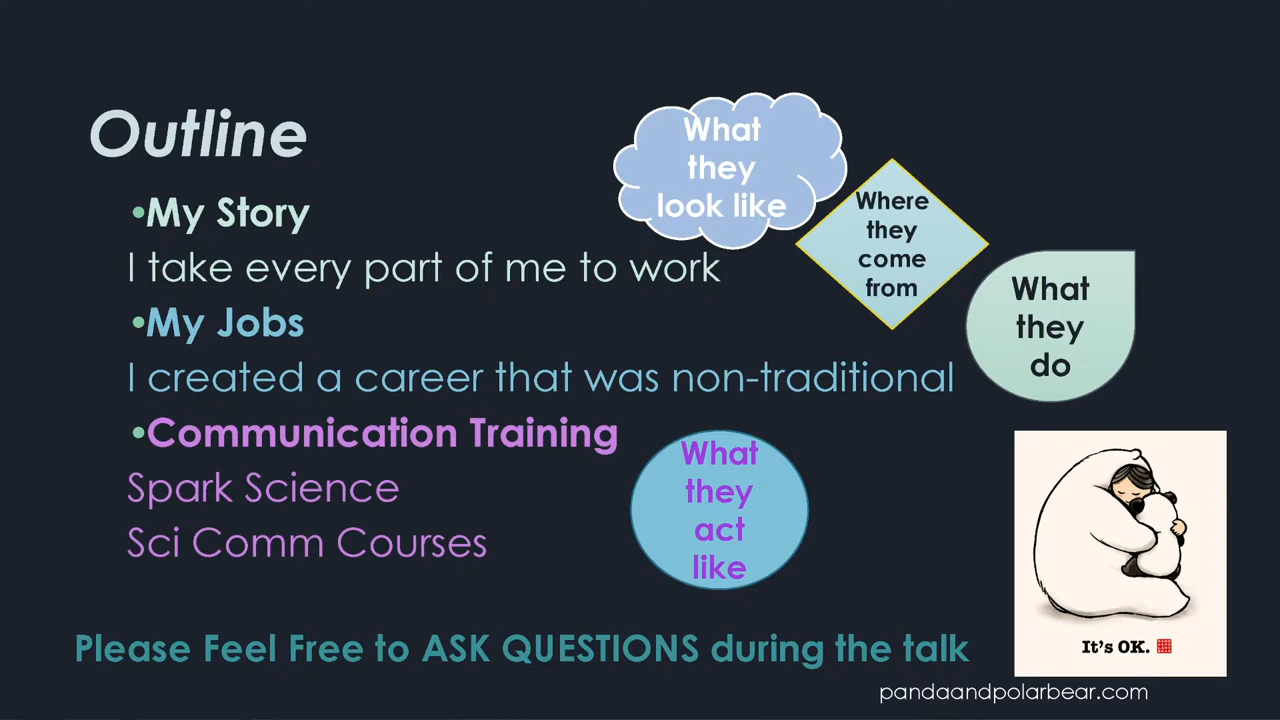 Outline
•My Story
I take every part of me to work
•My Jobs
I created a career that was non-traditional
•Communication Training
Spark Science
Sci Comm Courses
What
they
look like
Where
they
come
from
What
they
do
What
they
act
like
It's OK.
Please Feel Free to ASK QUESTIONS during the talk
pandaandpolarbear.com